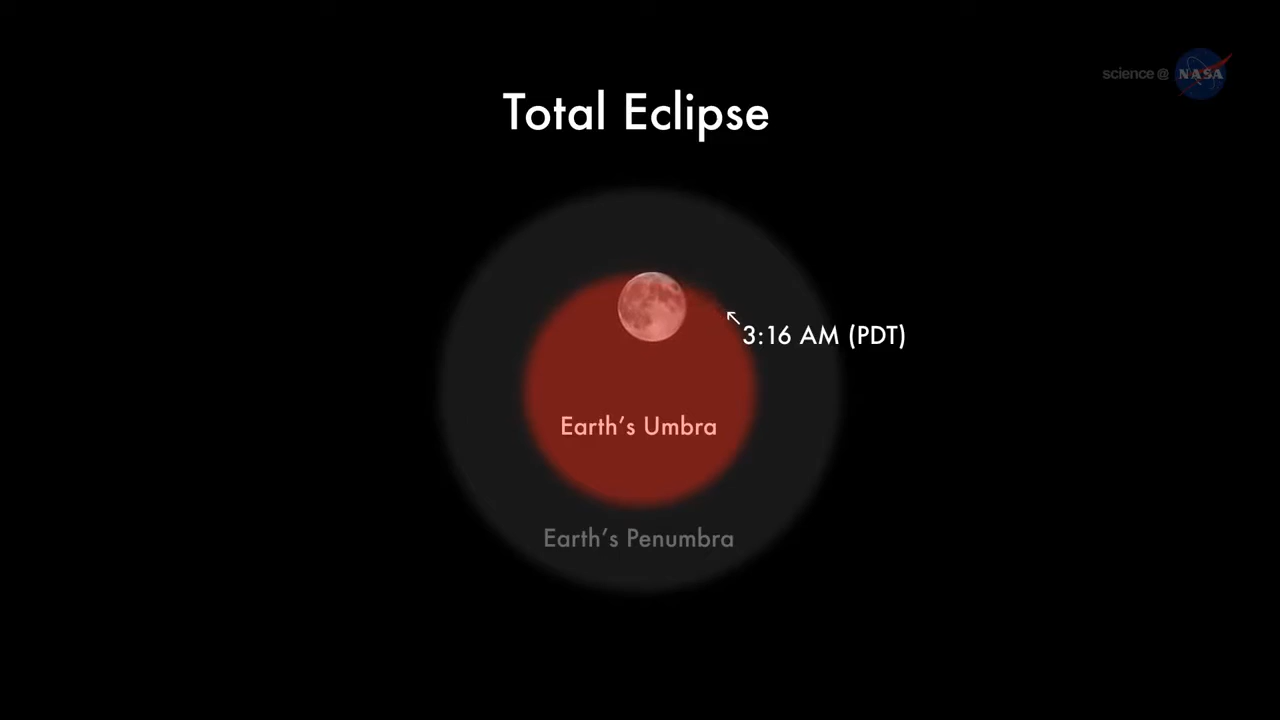 science@ NASA
Total Eclipse
3:16 AM (PDT)
Earth's Umbra
Earth's Penumbra